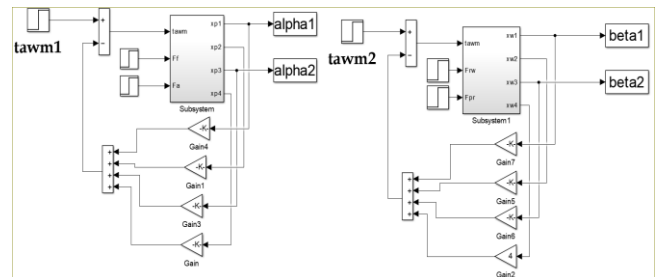 tawm1
+
−
tawm
Ff
Fa
xp1
xp2
xp3
xp4
Subsystem
alpha1
alpha2
+
+
+
+
-K-
Gain4
-K-
Gain1
-K-
Gain3
-K-
Gain
tawm2
+
−
tawm
Frw
Fpr
xw1
xw2
xw3
xw4
Subsystem1
beta1
beta2
+
+
+
+
-K-
Gain7
-K-
Gain5
-K-
Gain6
4
Gain2